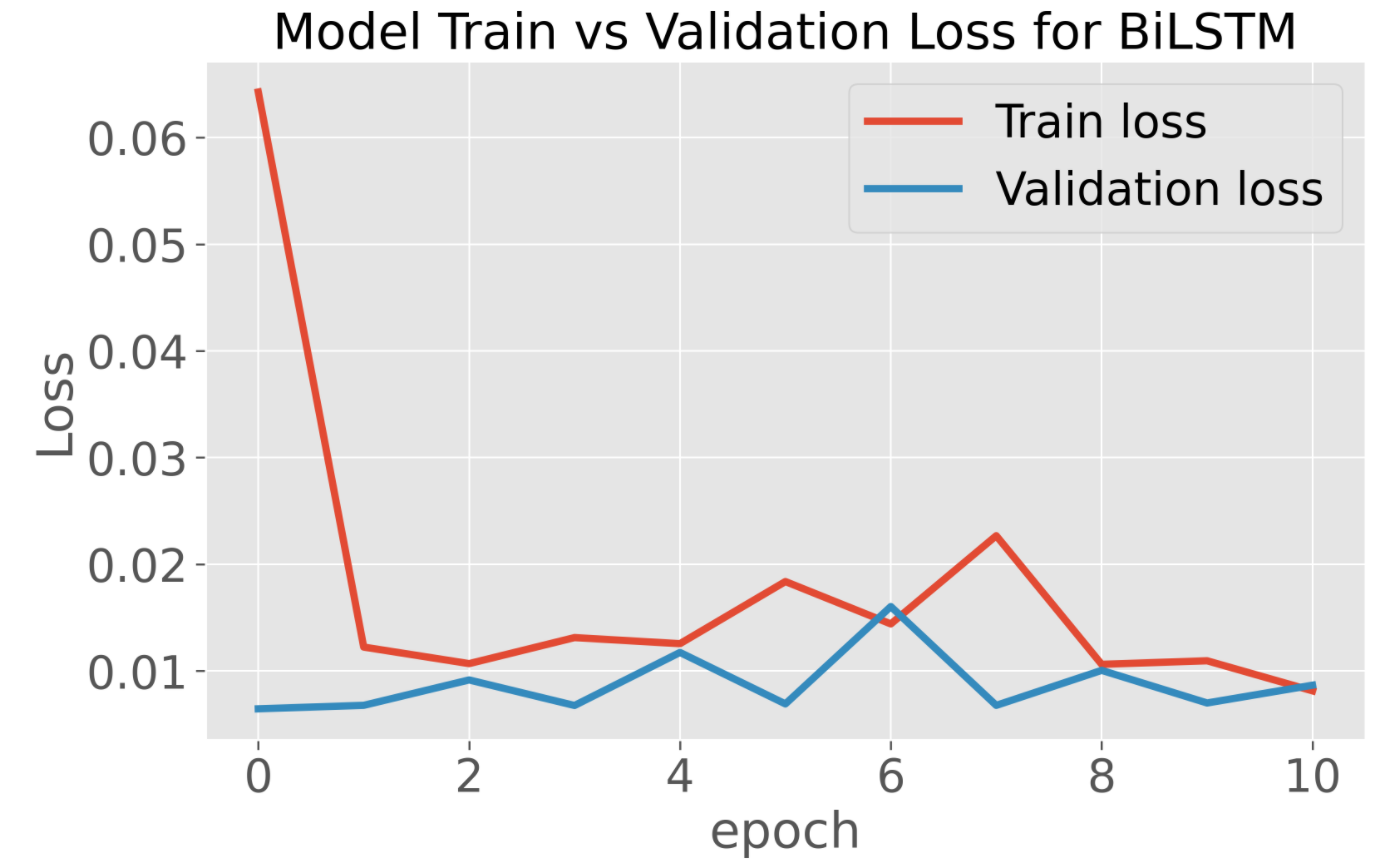 Model Train vs Validation Loss for BiLSTM
Train loss
Validation loss
Loss
0.06
0.05
0.04
0.03
0.02
0.01
0 2 4 6 8 10
epoch